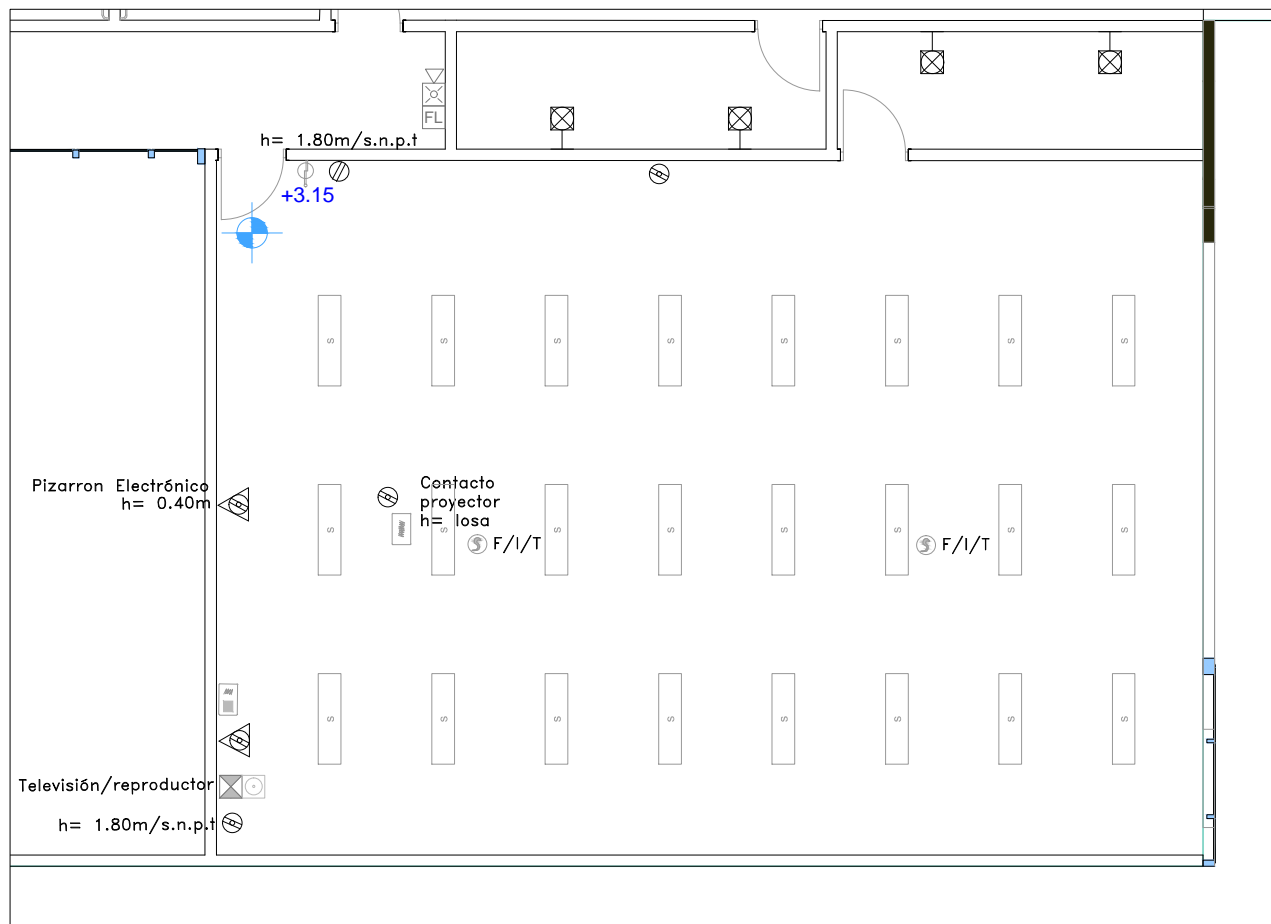 FL
h= 1.80m/s.n.p.t
+3.15
S S S S S S S S
Pizarron Electrónico
h= 0.40m
Contacto
proyector
h= losa
S S S S S S S S
F/I/T
F/I/T
S S S S S S S S
Televisión/reproductor
h= 1.80m/s.n.p.t